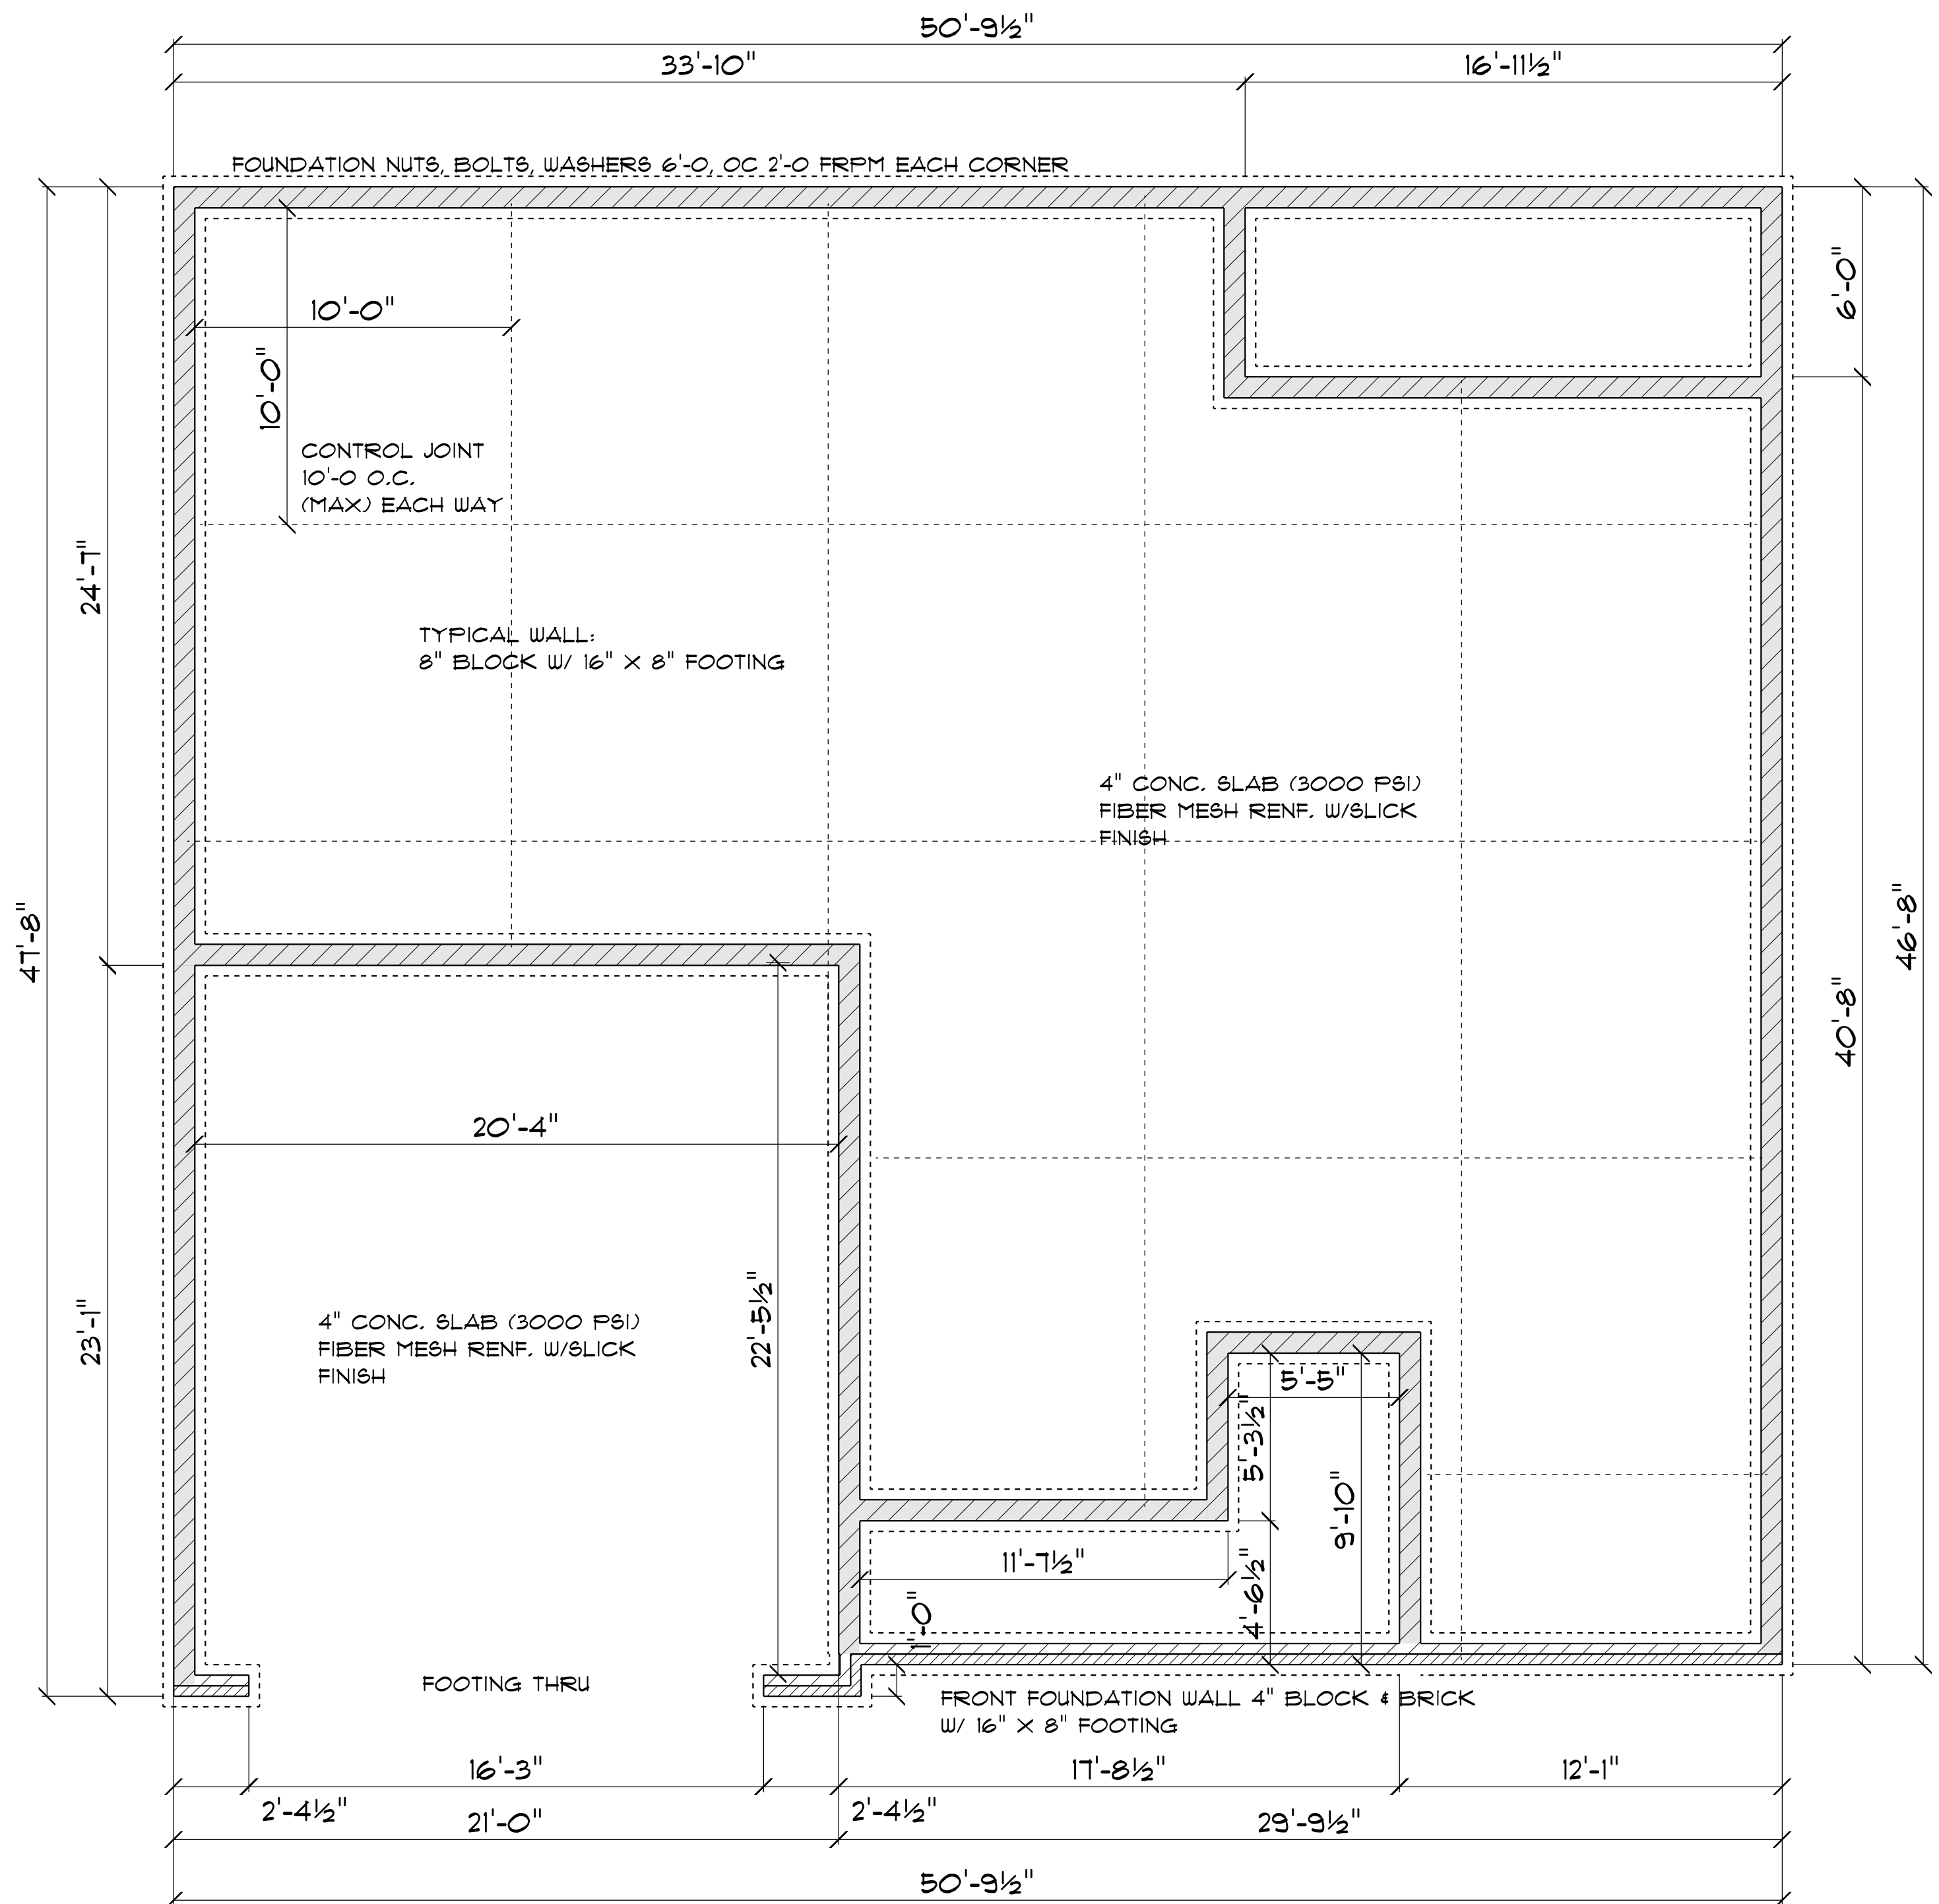 50'-9½"
33'-10" 16'-11½"
FOUNDATION NUTS, BOLTS, WASHERS 6'-0, OC 2'-0 FRPM EACH CORNER
6'-0"
10'-0"
10'-0"
CONTROL JOINT
10'-0 O.C.
(MAX) EACH WAY
24'-7"
TYPICAL WALL:
8" BLOCK W/ 16" X 8" FOOTING
4" CONC. SLAB (3000 PSI)
FIBER MESH RENF. W/SLICK
FINISH
47'-8"
46'-8"
40'-8"
20'-4"
23'-1"
22'-5½"
4" CONC. SLAB (3000 PSI)
FIBER MESH RENF. W/SLICK
FINISH
5'-5"
5'-3½"
9'-10"
11'-7½"
4'-6½"
1'-0"
FOOTING THRU
FRONT FOUNDATION WALL 4" BLOCK & BRICK
W/ 16" X 8" FOOTING
16'-3" 17'-8½" 12'-1"
2'-4½" 2'-4½"
21'-0" 29'-9½"
50'-9½"